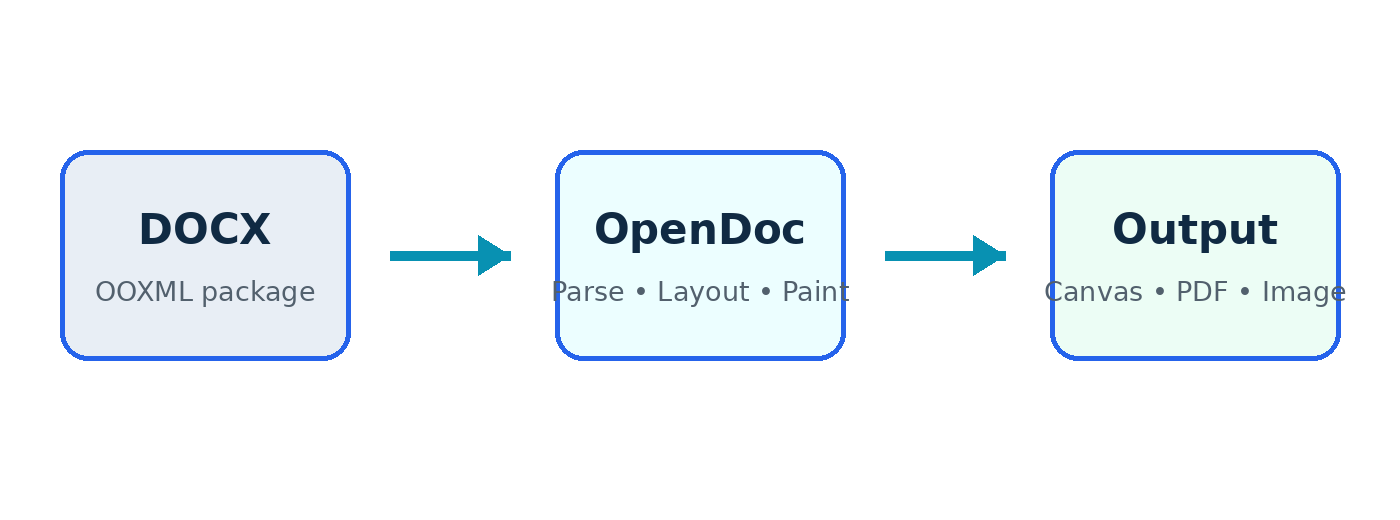 DOCX
OOXML package
OpenDoc
Parse • Layout • Paint
Output
Canvas • PDF • Image